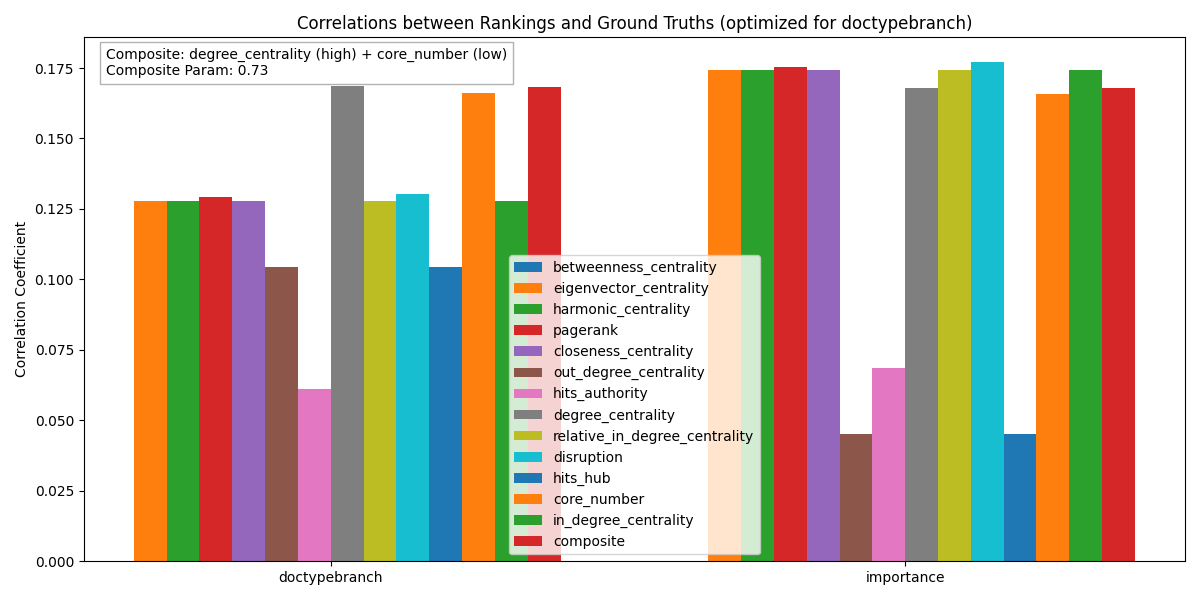 Correlations between Rankings and Ground Truths (optimized for doctypebranch)
Composite: degree_centrality (high) + core_number (low)
Composite Param: 0.73
Correlation Coefficient
0.175
0.150
0.125
0.100
0.075
0.050
0.025
0.000
betweenness_centrality
eigenvector_centrality
harmonic_centrality
pagerank
closeness_centrality
out_degree_centrality
hits_authority
degree_centrality
relative_in_degree_centrality
disruption
hits_hub
core_number
in_degree_centrality
composite
doctypebranch
importance